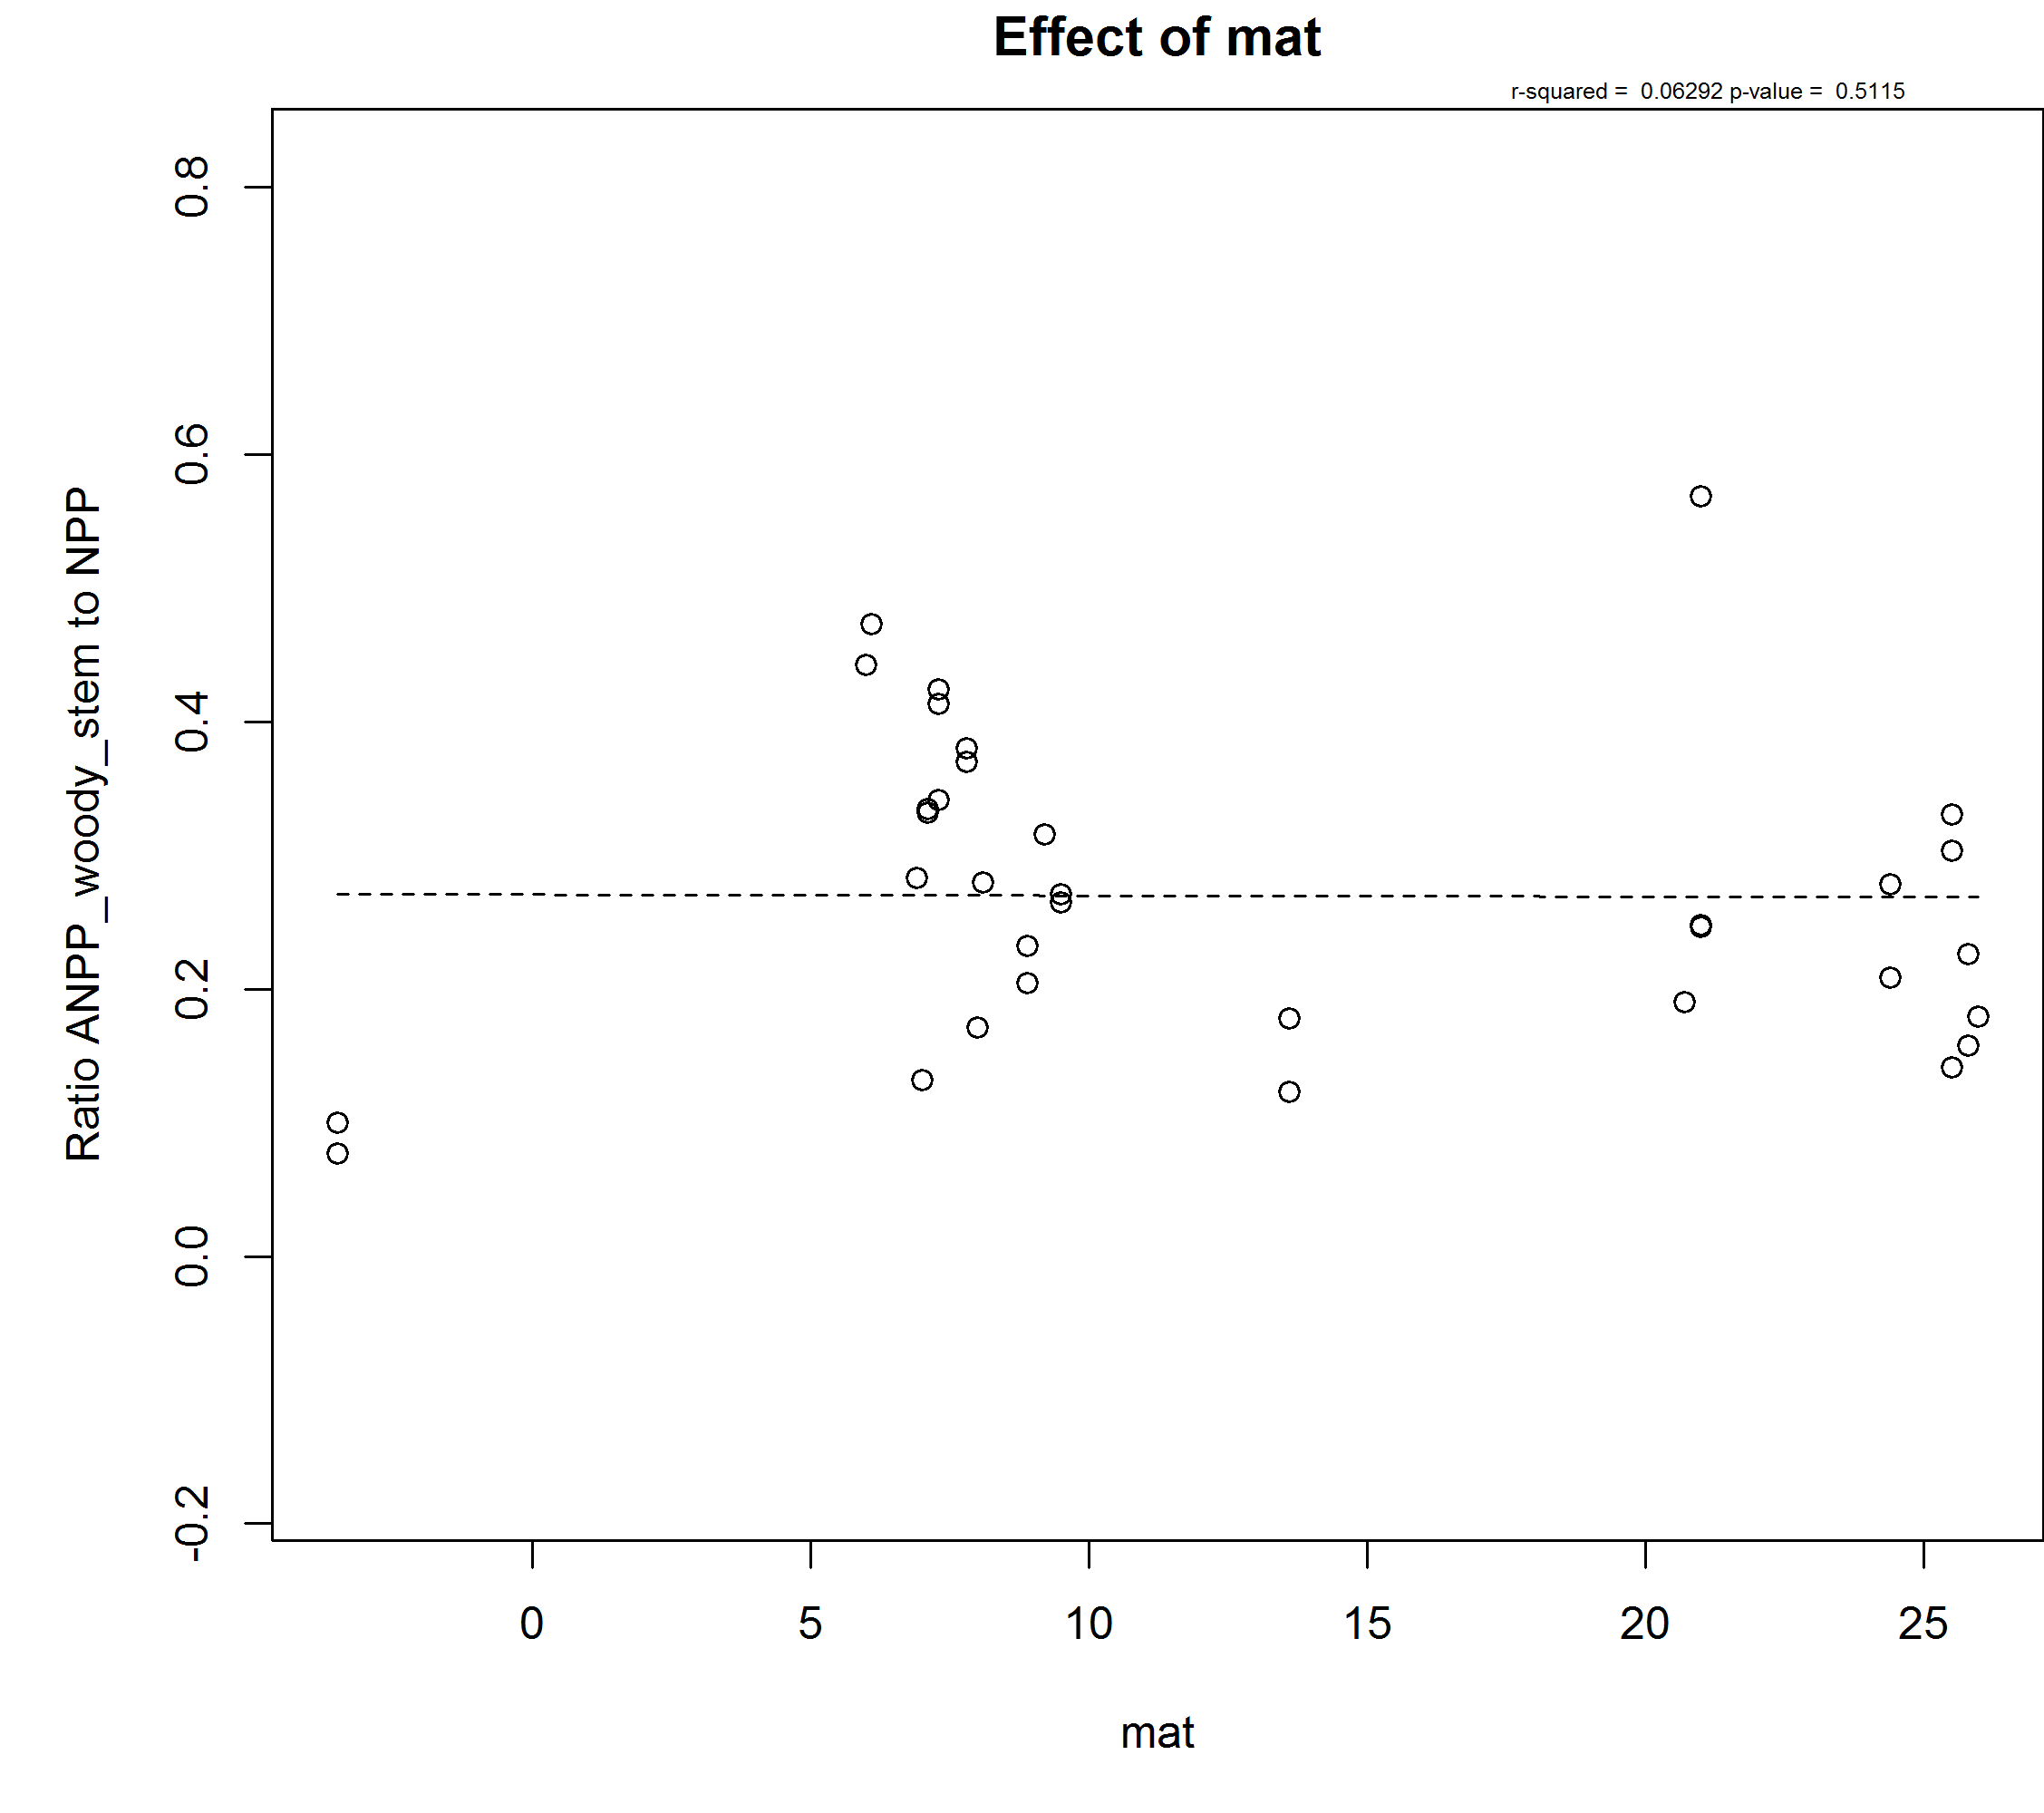 Effect of mat
r-squared = 0.06292 p-value = 0.5115
Ratio ANPP_woody_stem to NPP
0.8
0.6
0.4
0.2
0.0
-0.2
0 5 10 15 20 25
mat